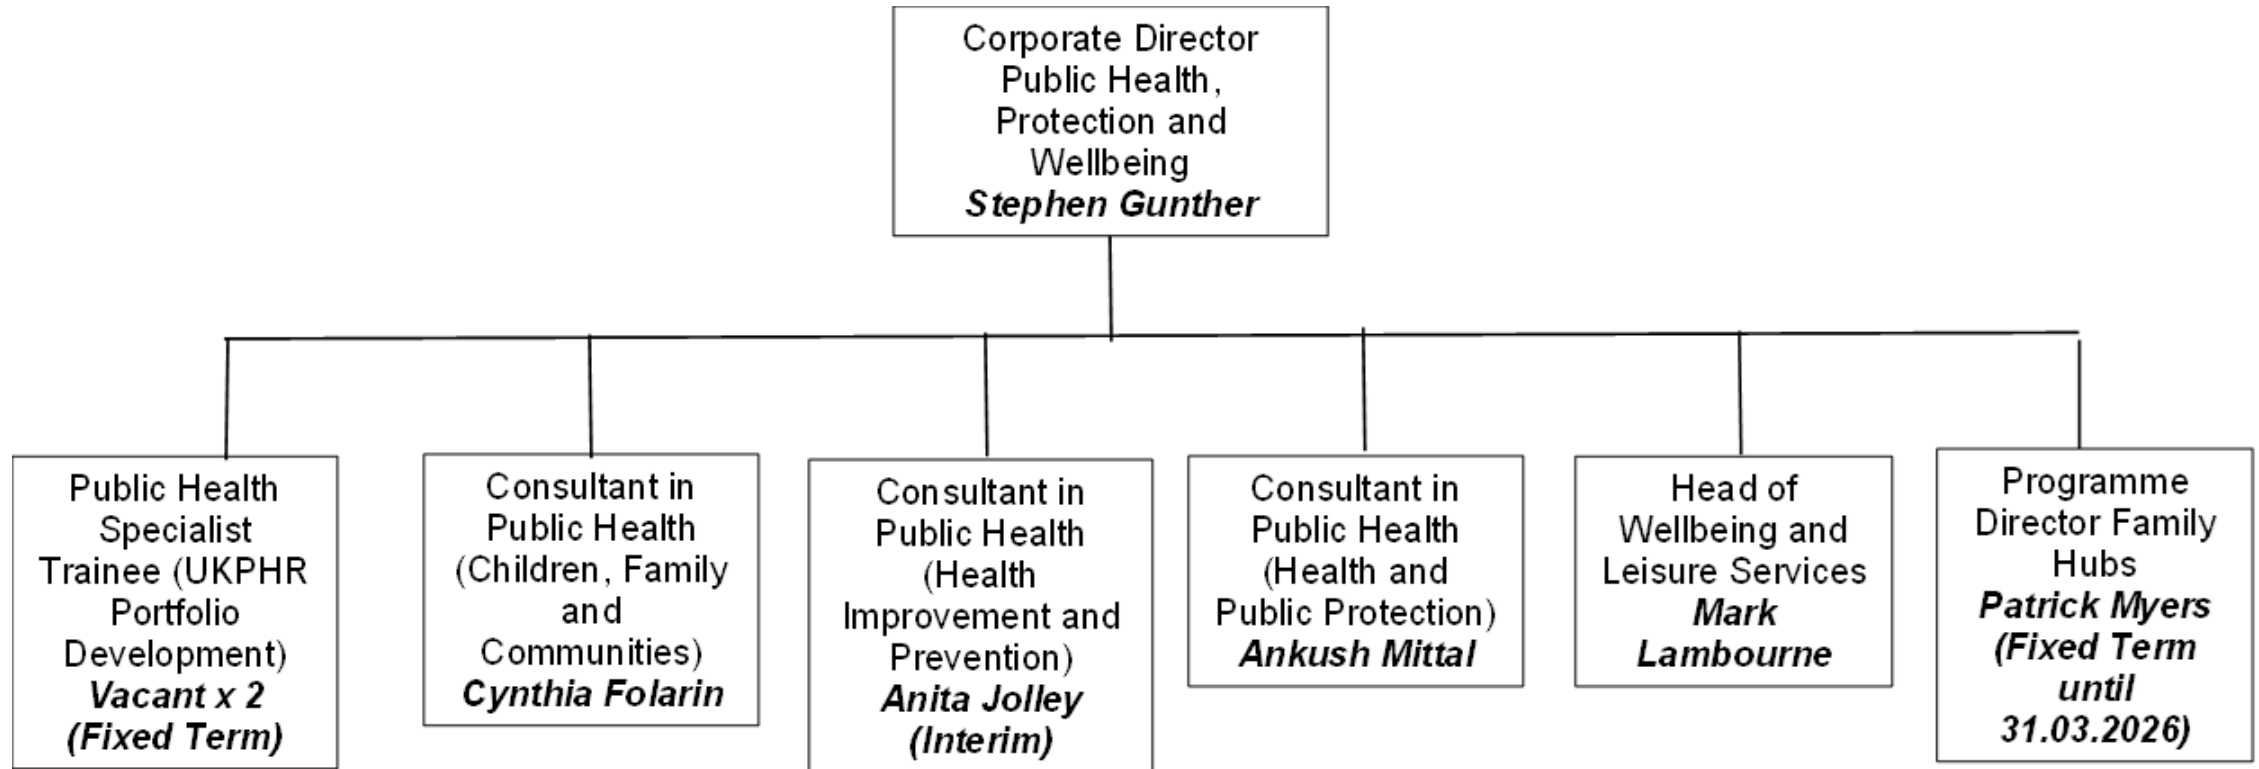 Corporate Director
Public Health,
Protection and
Wellbeing
Stephen Gunther
Public Health
Specialist
Trainee (UKPHR
Portfolio
Development)
Vacant x 2
(Fixed Term)
Consultant in
Public Health
(Children, Family
and
Communities)
Cynthia Folarin
Consultant in
Public Health
(Health
Improvement and
Prevention)
Anita Jolley
(Interim)
Consultant in
Public Health
(Health and
Public Protection)
Ankush Mittal
Head of
Wellbeing and
Leisure Services
Mark
Lambourne
Programme
Director Family
Hubs
Patrick Myers
(Fixed Term
until
31.03.2026)